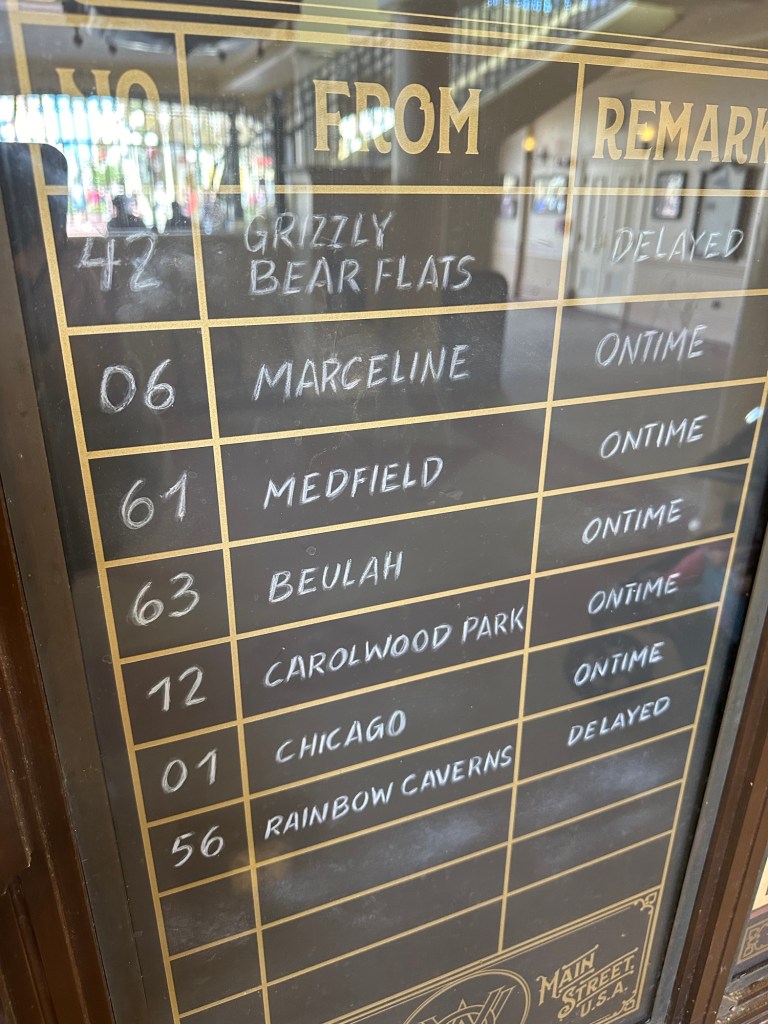 NO FROM REMARK
42 GRIZZLY BEAR FLATS DELAYED
06 MARCELINE ONTIME
61 MEDFIELD ONTIME
63 BEULAH ONTIME
12 CAROLWOOD PARK ONTIME
01 CHICAGO ONTIME
56 RAINBOW CAVERNS DELAYED
MAIN
STREET,
U.S.A.